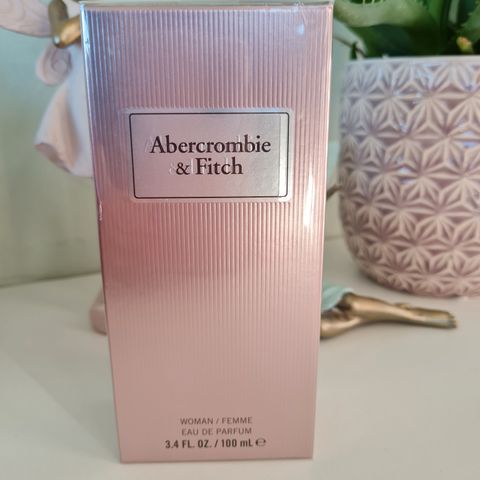 Abercrombie
& Fitch
WOMAN / FEMME
EAU DE PARFUM
3.4 FL. OZ. / 100 mL ℮